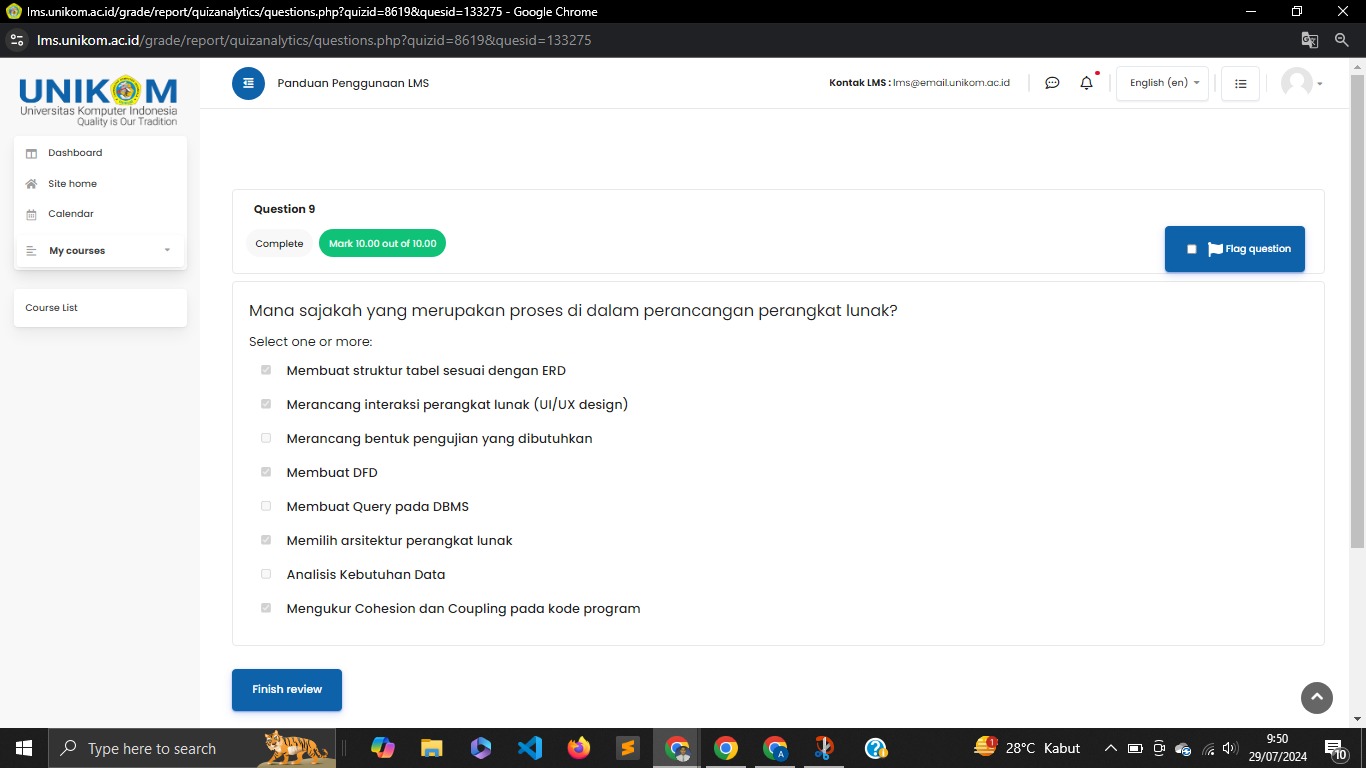 lms.unikom.ac.id/grade/report/quizanalytics/questions.php?quizid=8619&quesid=133275 - Google Chrome
lms.unikom.ac.id/grade/report/quizanalytics/questions.php?quizid=8619&quesid=133275
UNIKOM
Universitas Komputer Indonesia
Quality is Our Tradition
Panduan Penggunaan LMS
Kontak LMS : lms@email.unikom.ac.id
English (en)
Dashboard
Site home
Calendar
My courses
Course List
Question 9
Complete
Mark 10.00 out of 10.00
Flag question
Mana sajakah yang merupakan proses di dalam perancangan perangkat lunak?
Select one or more:
Membuat struktur tabel sesuai dengan ERD
Merancang interaksi perangkat lunak (UI/UX design)
Merancang bentuk pengujian yang dibutuhkan
Membuat DFD
Membuat Query pada DBMS
Memilih arsitektur perangkat lunak
Analisis Kebutuhan Data
Mengukur Cohesion dan Coupling pada kode program
Finish review
Type here to search
28°C Kabut
9:50
29/07/2024
10